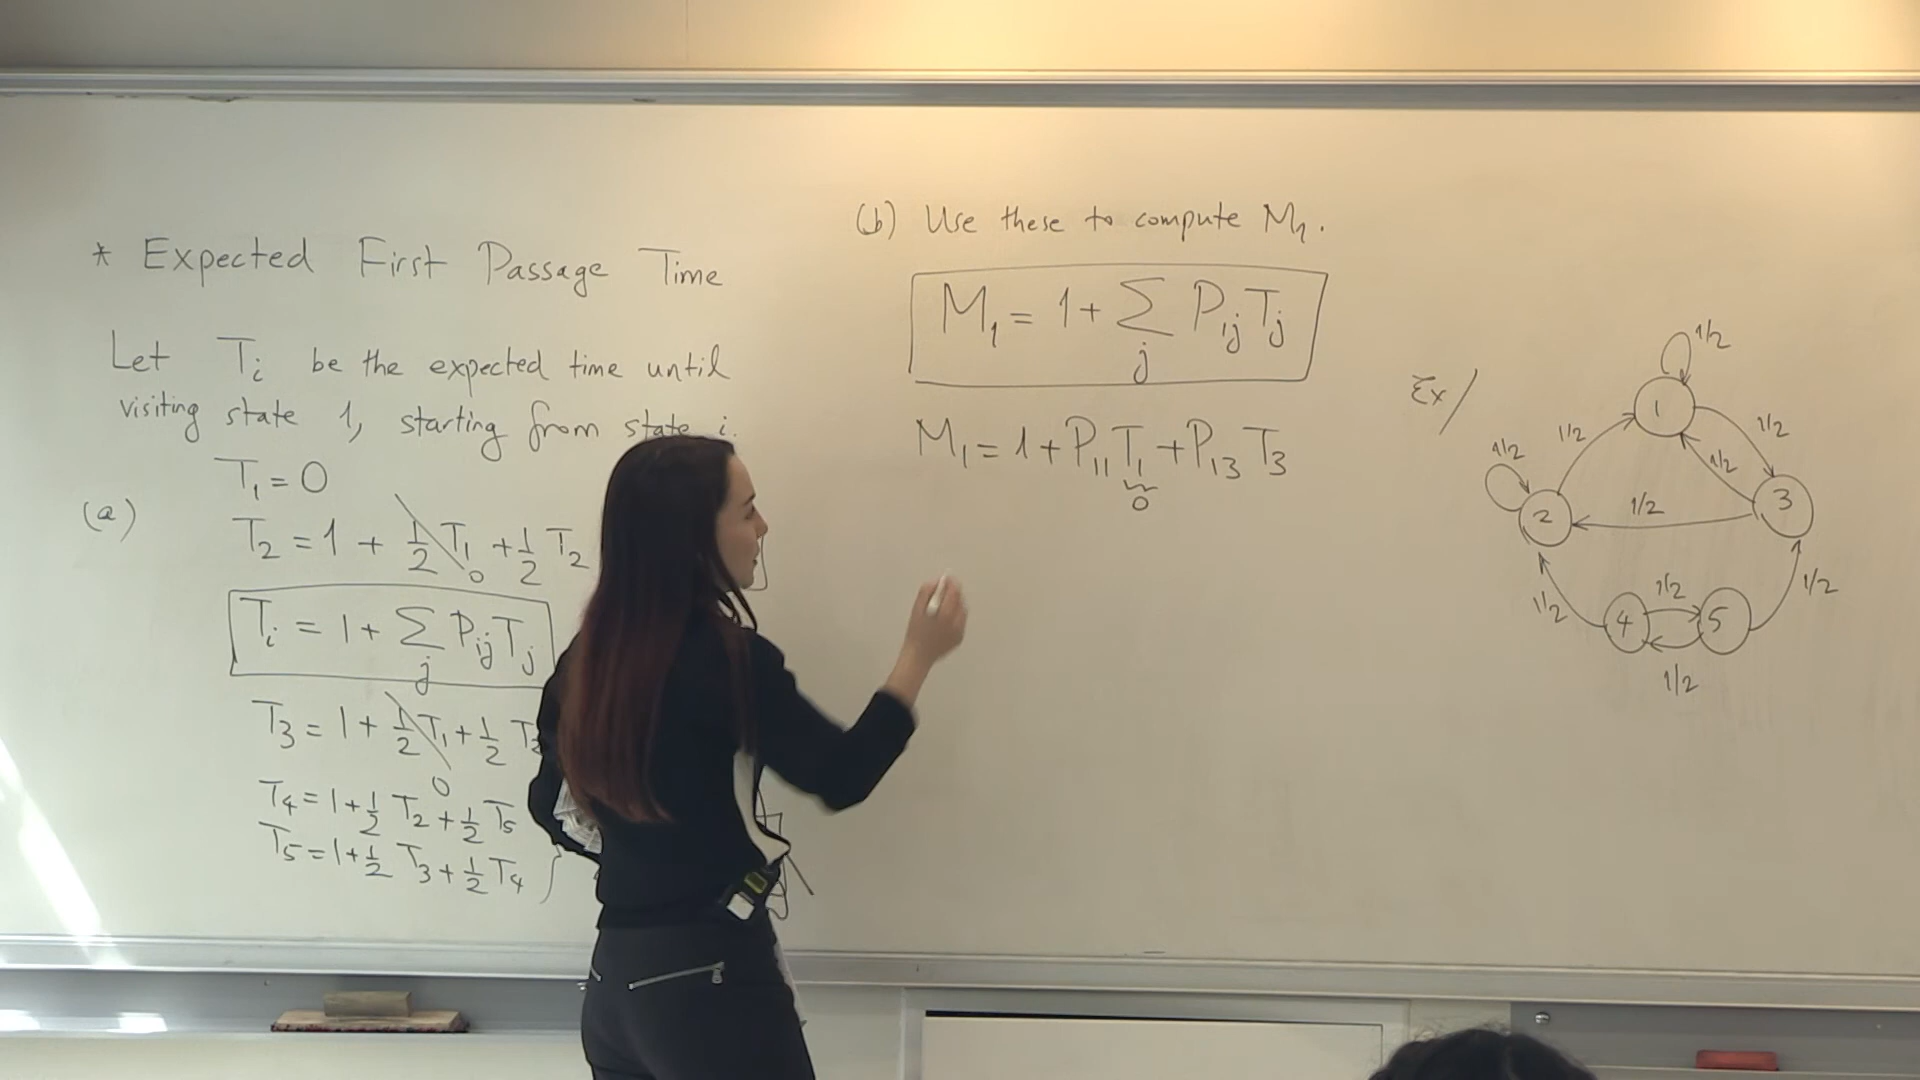 * Expected First Passage Time
Let Tᵢ be the expected time until
visiting state 1, starting from state i.
T₁ = 0
(a)
T₂ = 1 + 1/2 T₁ + 1/2 T₂
0
Tᵢ = 1 + ∑ⱼ Pᵢⱼ Tⱼ
T₃ = 1 + 1/2 T₁ + 1/2
0
T₄ = 1 + 1/2 T₂ + 1/2 T₅
T₅ = 1 + 1/2 T₃ + 1/2 T₄
(b) Use these to compute M₁.
M₁ = 1 + ∑ⱼ P₁ⱼ Tⱼ
M₁ = 1 + P₁₁ T₁ + P₁₃ T₃
0
Ex/
1/2
1
1/2
1/2
1/2
1/2
2
1/2
3
1/2
1/2
1/2
4
5
1/2